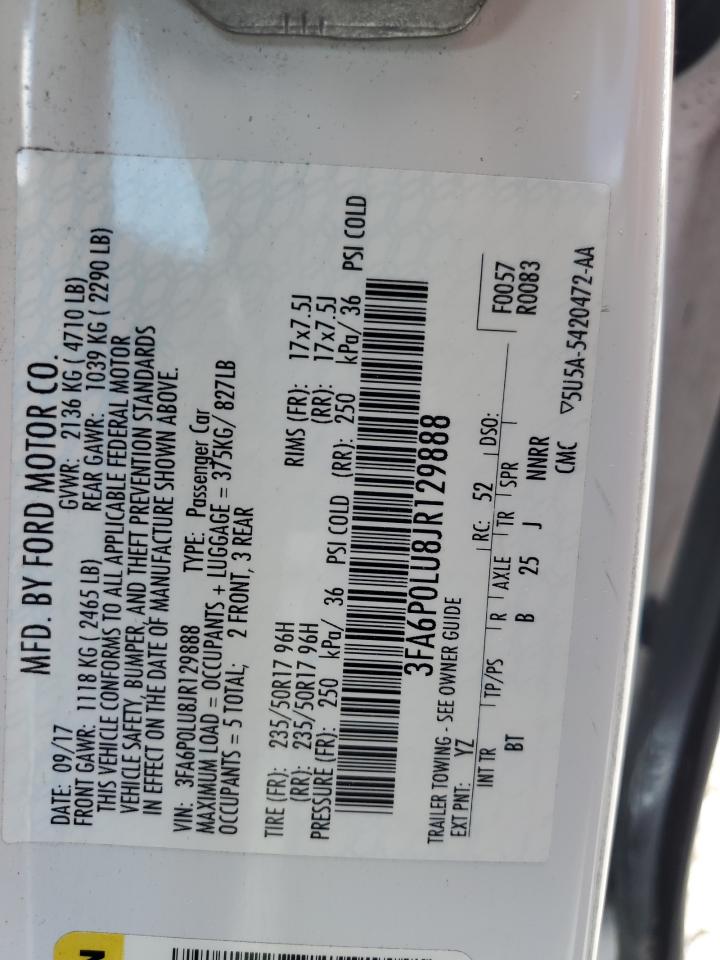 MFD. BY FORD MOTOR CO.
DATE: 09/17 GVWR: 2136 KG ( 4710 LB)
FRONT GAWR: 1118 KG ( 2465 LB) REAR GAWR: 1039 KG ( 2290 LB)
THIS VEHICLE CONFORMS TO ALL APPLICABLE FEDERAL MOTOR
VEHICLE SAFETY, BUMPER, AND THEFT PREVENTION STANDARDS
IN EFFECT ON THE DATE OF MANUFACTURE SHOWN ABOVE.
VIN: 3FA6P0LU8JR129888 TYPE: Passenger Car
MAXIMUM LOAD = OCCUPANTS + LUGGAGE = 375KG/ 827LB
OCCUPANTS = 5 TOTAL; 2 FRONT, 3 REAR
TIRE (FR): 235/50R17 96H RIMS (FR): 17x7.5J
(RR): 235/50R17 96H (RR): 17x7.5J
PRESSURE (FR): 250 kPa/ 36 PSI COLD (RR): 250 kPa/ 36 PSI COLD
3FA6P0LU8JR129888
TRAILER TOWING - SEE OWNER GUIDE
EXT PNT: YZ RC: 52 DSO: F0057
R0083
INT TR TP/PS R AXLE TR SPR
BT B 25 J NNRR
CMC ▽5U5A-5420472-AA
N